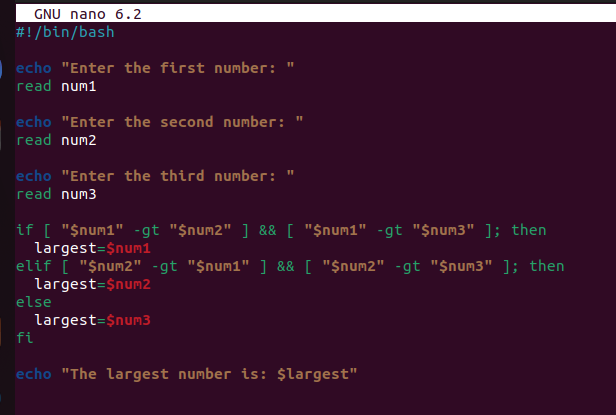 GNU nano 6.2
#!/bin/bash
echo "Enter the first number: "
read num1
echo "Enter the second number: "
read num2
echo "Enter the third number: "
read num3
if [ "$num1" -gt "$num2" ] && [ "$num1" -gt "$num3" ]; then
  largest=$num1
elif [ "$num2" -gt "$num1" ] && [ "$num2" -gt "$num3" ]; then
  largest=$num2
else
  largest=$num3
fi
echo "The largest number is: $largest"